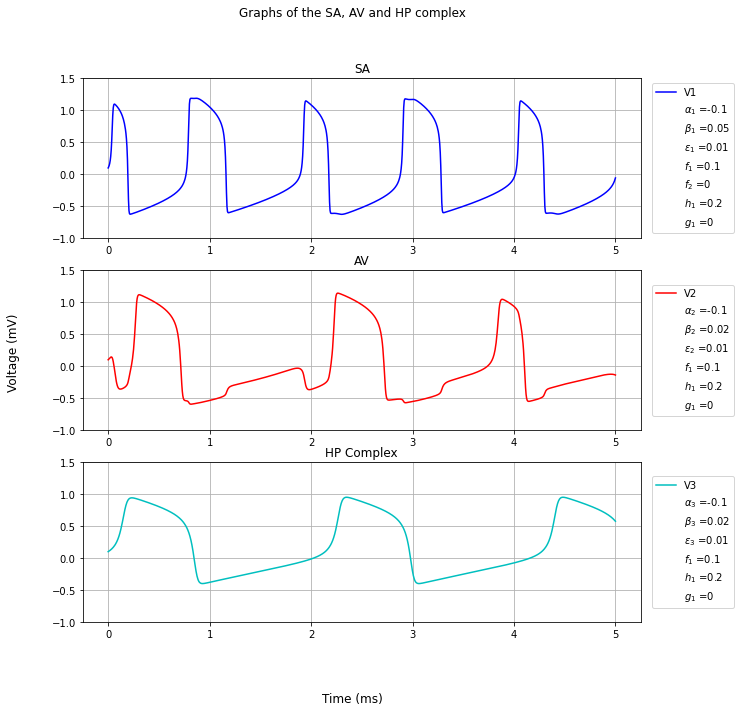 Graphs of the SA, AV and HP complex
SA
1.5
1.0
0.5
0.0
−0.5
−1.0
0 1 2 3 4 5
V1
α₁ =-0.1
β₁ =0.05
ε₁ =0.01
f₁ =0.1
f₂ =0
h₁ =0.2
g₁ =0
AV
1.5
1.0
0.5
0.0
−0.5
−1.0
0 1 2 3 4 5
V2
α₂ =-0.1
β₂ =0.02
ε₂ =0.01
f₁ =0.1
h₁ =0.2
g₁ =0
Voltage (mV)
HP Complex
1.5
1.0
0.5
0.0
−0.5
−1.0
0 1 2 3 4 5
V3
α₃ =-0.1
β₃ =0.02
ε₃ =0.01
f₁ =0.1
h₁ =0.2
g₁ =0
Time (ms)